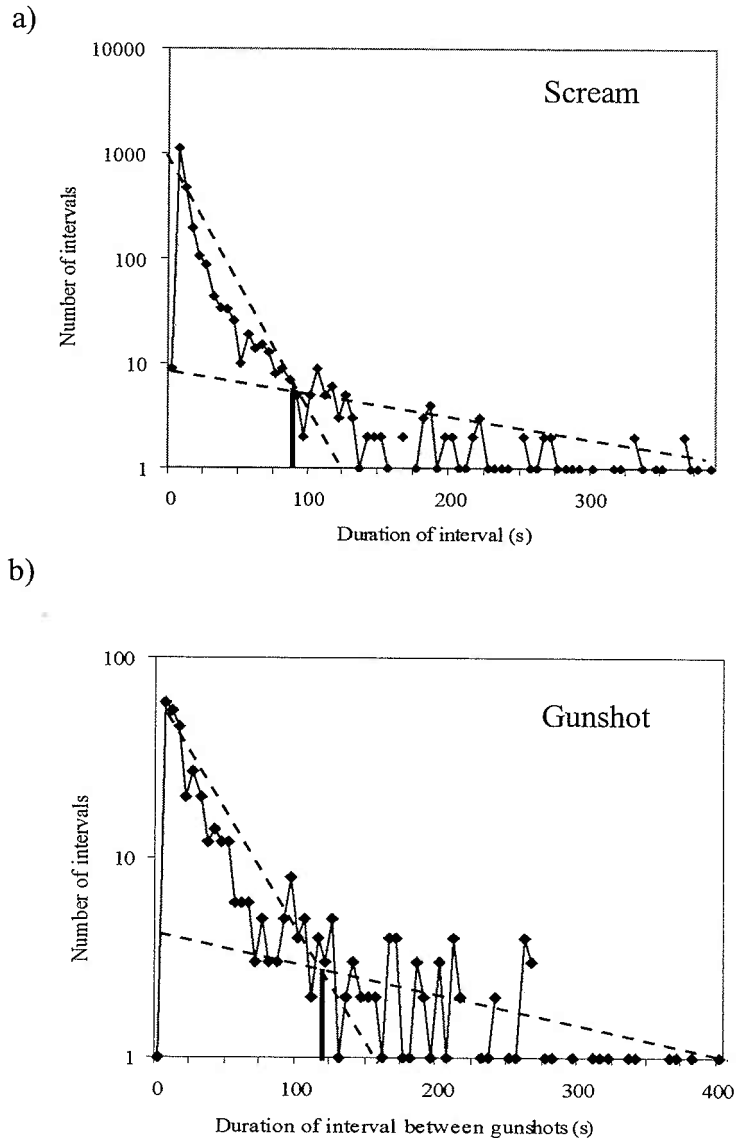 a)
Scream
Number of intervals
10000
1000
100
10
1
0 100 200 300
Duration of interval (s)
b)
Gunshot
Number of intervals
100
10
1
0 100 200 300 400
Duration of interval between gunshots (s)